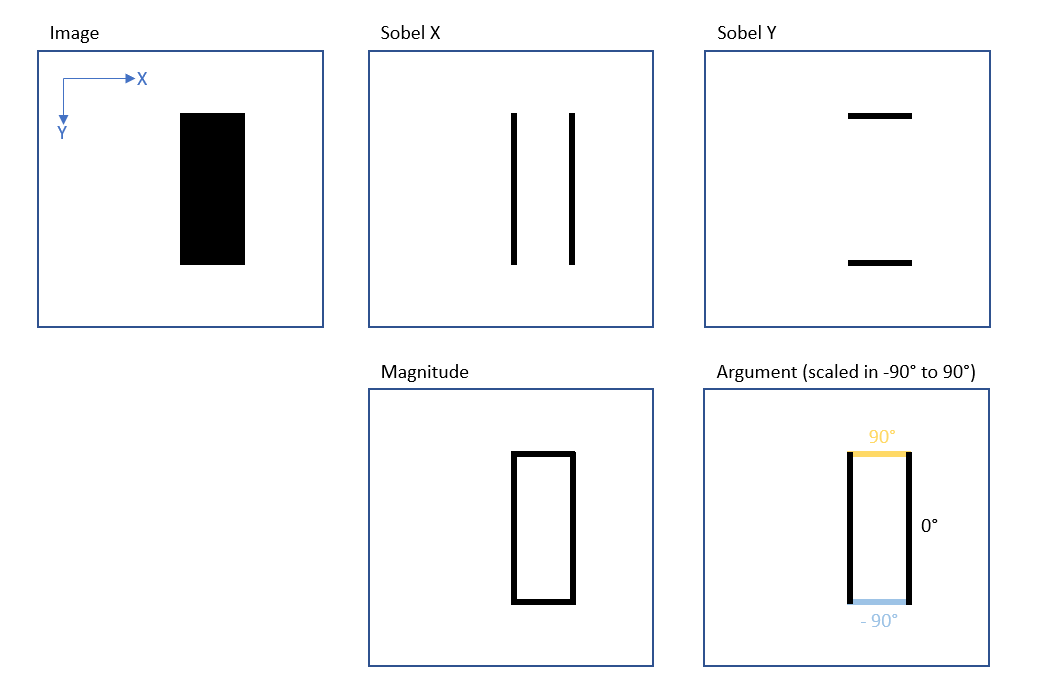 Image
Sobel X
Sobel Y
X
Y
Magnitude
Argument (scaled in -90° to 90°)
90°
0°
- 90°